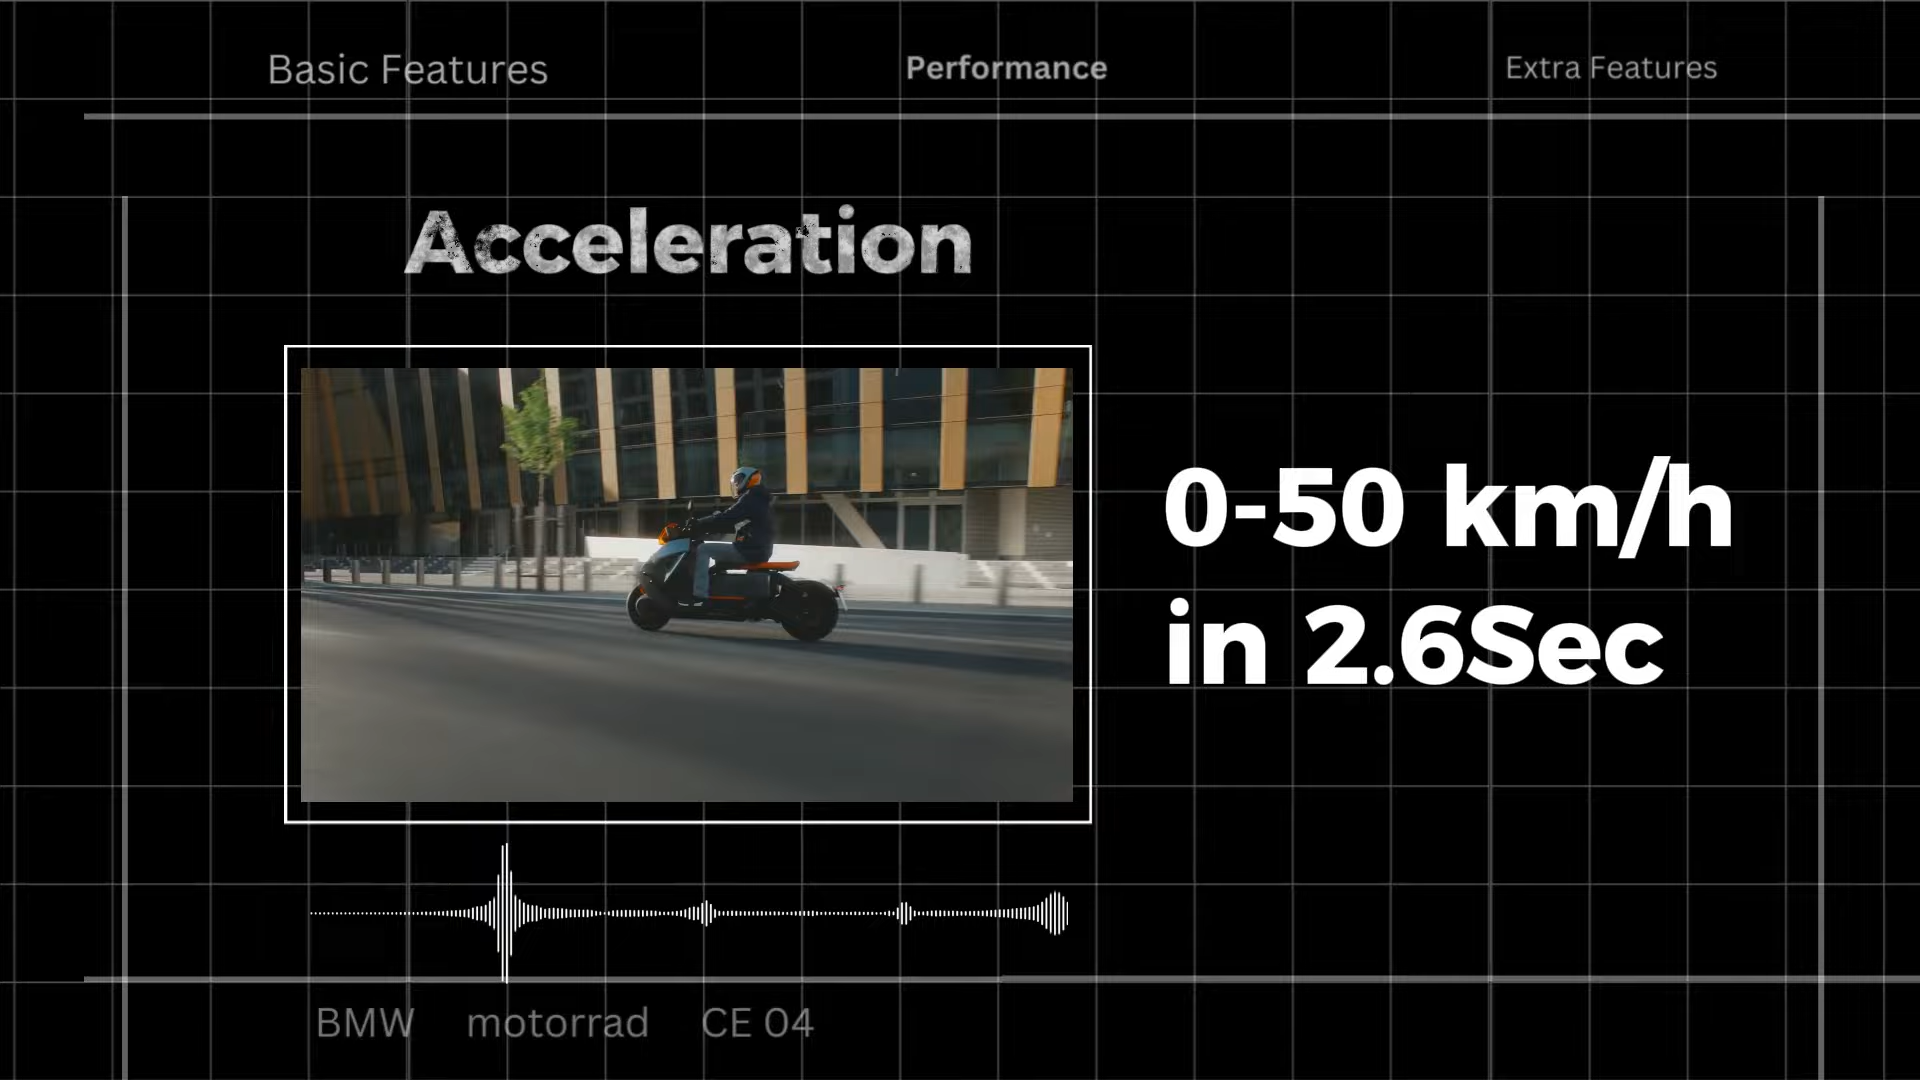 Basic Features Performance Extra Features
Acceleration
0-50 km/h
in 2.6Sec
BMW motorrad CE 04